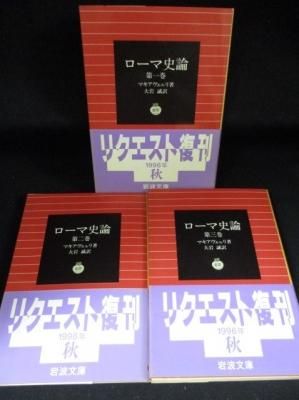 ローマ史論
第一巻
マキアヴェリ著
大岩 誠訳
リクエスト復刊
1996年
秋
岩波文庫
ローマ史論
第二巻
マキアヴェリ著
大岩 誠訳
リクエスト復刊
1996年
秋
岩波文庫
ローマ史論
第三巻
マキアヴェリ著
大岩 誠訳
リクエスト復刊
1996年
秋
岩波文庫